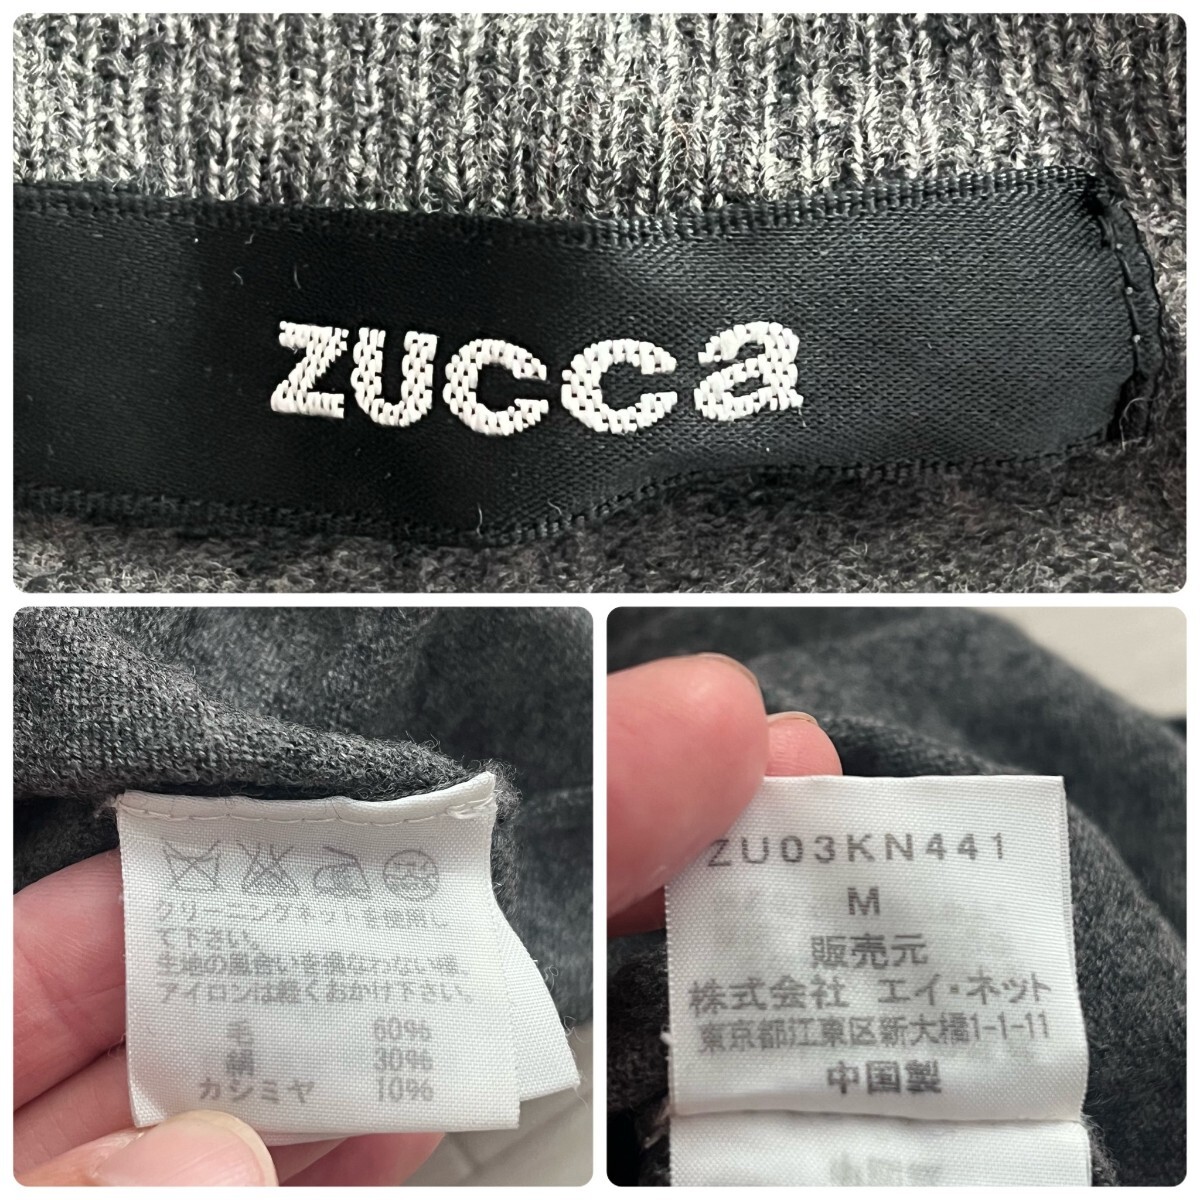 zucca
クリーニングネットを使用し
て下さい。
生地の風合いを損なわない様、
アイロンは軽くおかけ下さい。
毛 60%
絹 30%
カシミヤ 10%
ZU03KN441
M
販売元
株式会社 エイ・ネット
東京都江東区新大橋1-1-11
中国製